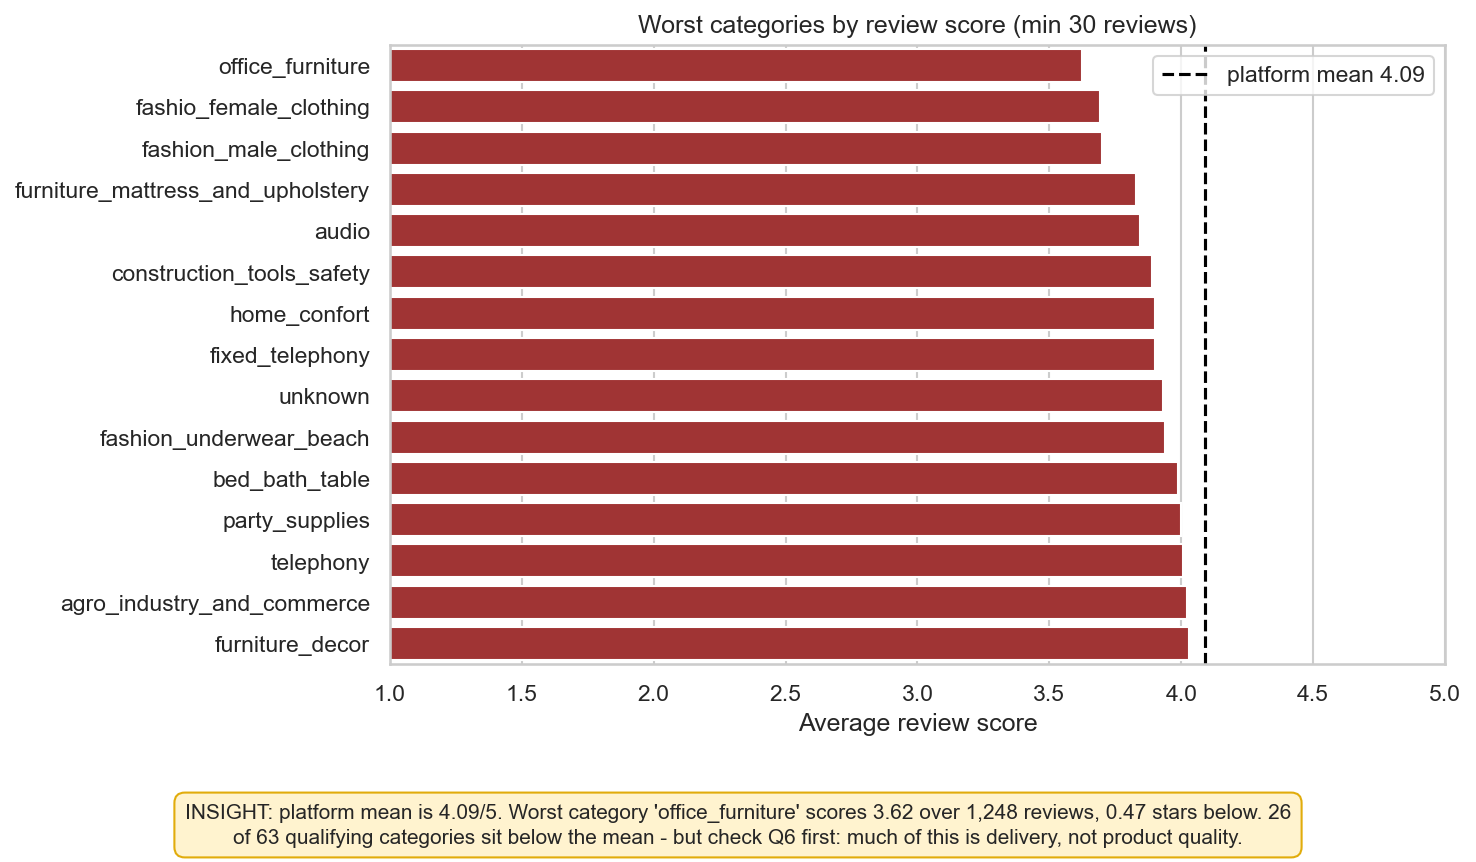 Worst categories by review score (min 30 reviews)
platform mean 4.09
office_furniture
fashio_female_clothing
fashion_male_clothing
furniture_mattress_and_upholstery
audio
construction_tools_safety
home_confort
fixed_telephony
unknown
fashion_underwear_beach
bed_bath_table
party_supplies
telephony
agro_industry_and_commerce
furniture_decor
1.0 1.5 2.0 2.5 3.0 3.5 4.0 4.5 5.0
Average review score
INSIGHT: platform mean is 4.09/5. Worst category 'office_furniture' scores 3.62 over 1,248 reviews, 0.47 stars below. 26
of 63 qualifying categories sit below the mean - but check Q6 first: much of this is delivery, not product quality.